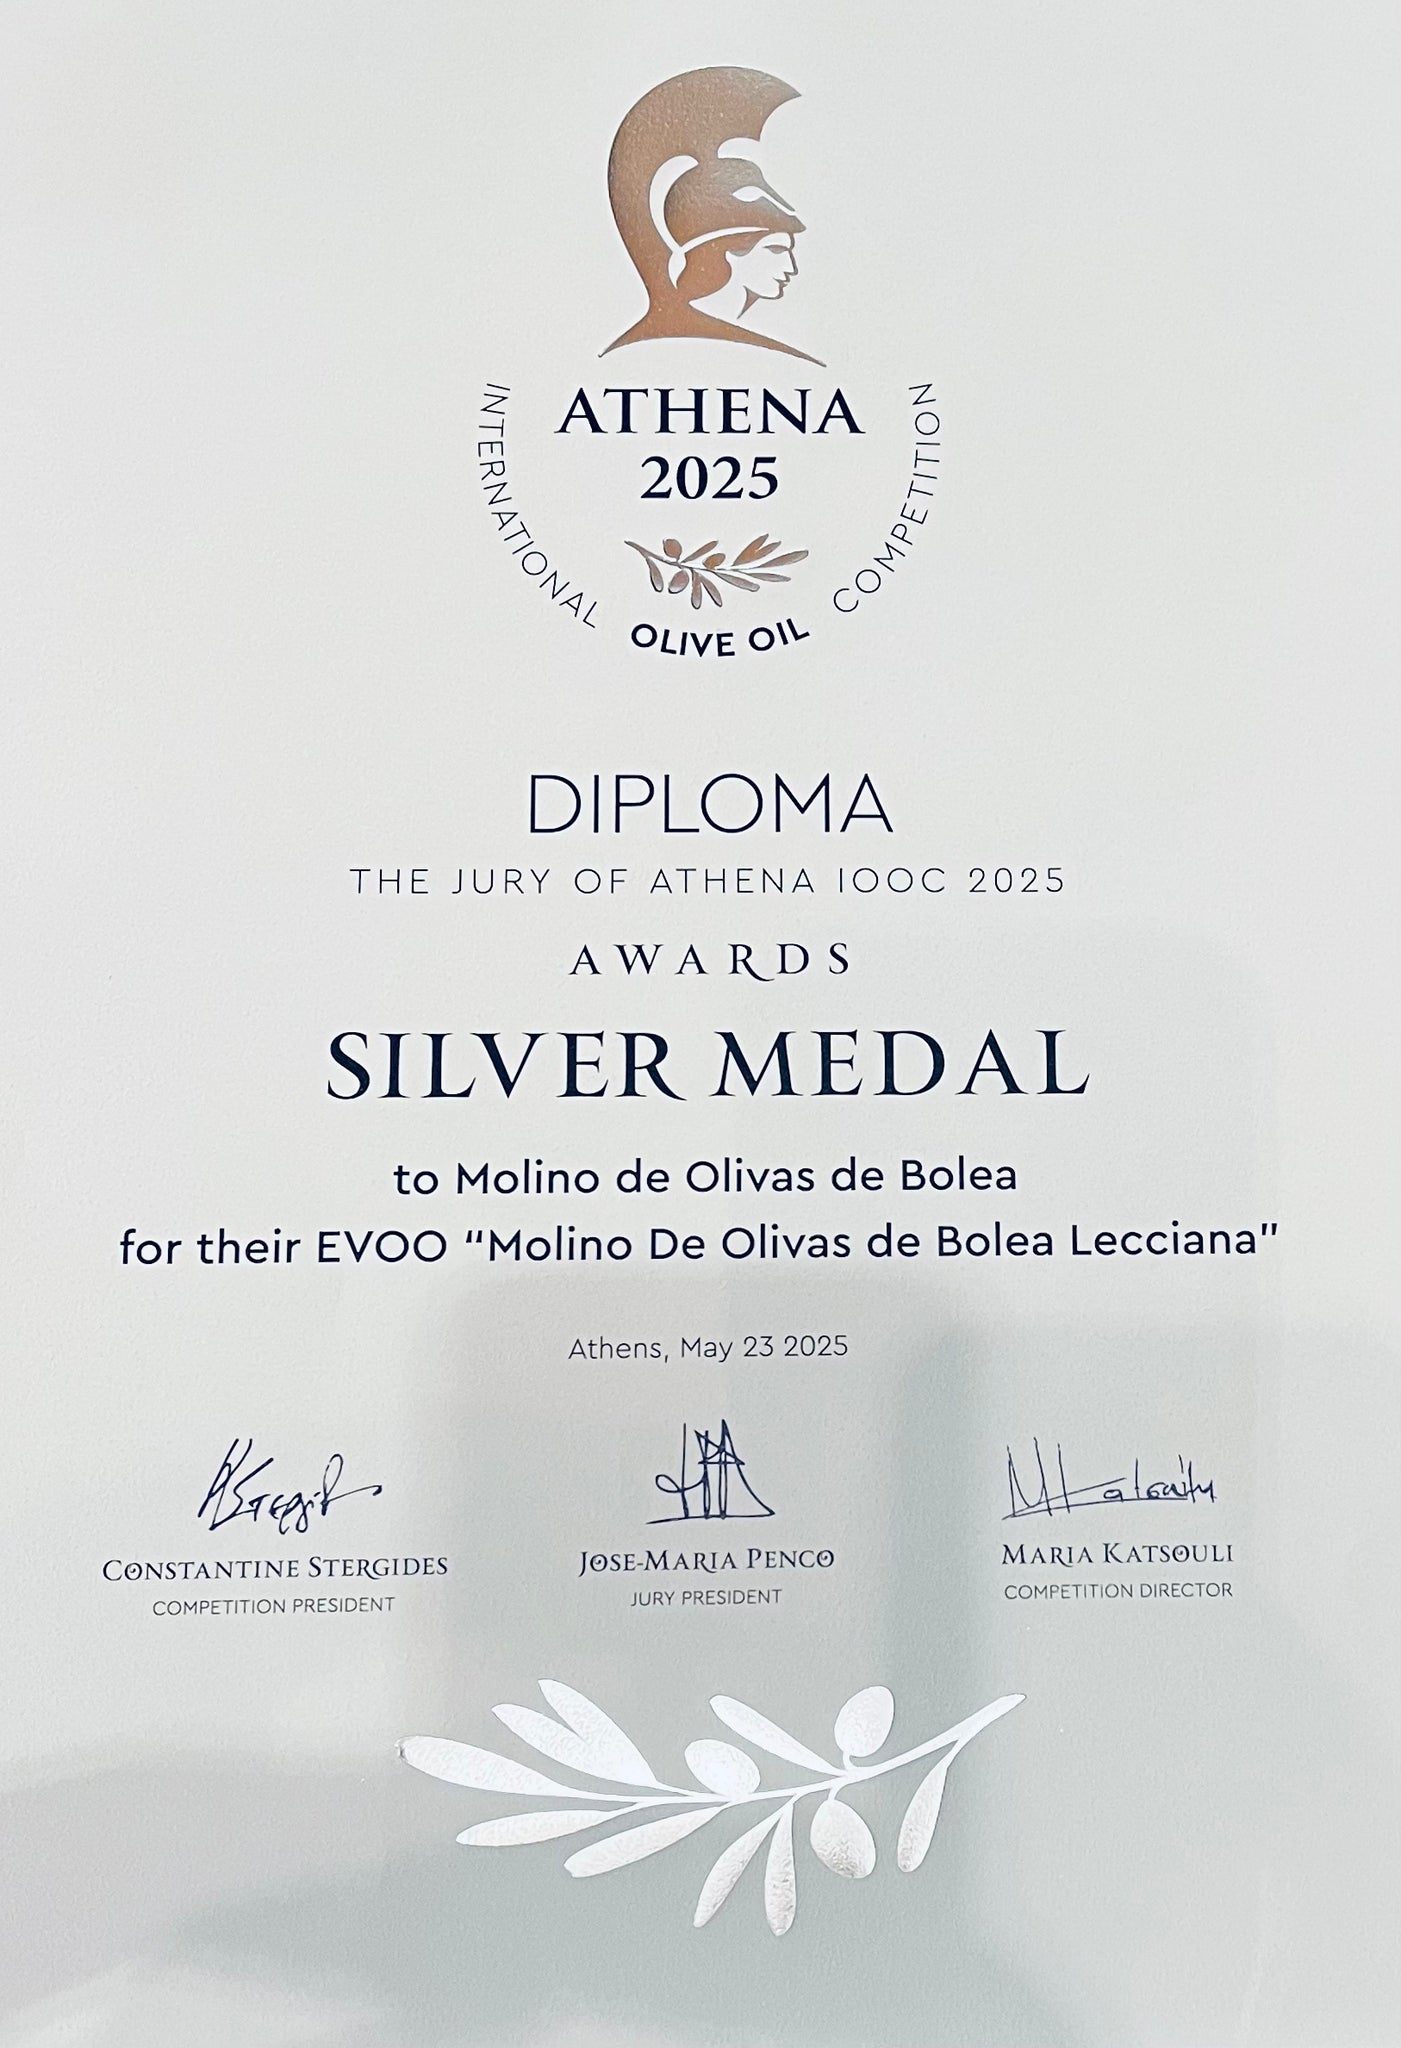 ATHENA
2025
INTERNATIONAL
OLIVE OIL
COMPETITION
DIPLOMA
THE JURY OF ATHENA IOOC 2025
AWARDS
SILVER MEDAL
to Molino de Olivas de Bolea
for their EVOO “Molino De Olivas de Bolea Lecciana”
Athens, May 23 2025
CONSTANTINE STERGIDES
COMPETITION PRESIDENT
JOSE-MARIA PENCO
JURY PRESIDENT
MARIA KATSOULI
COMPETITION DIRECTOR